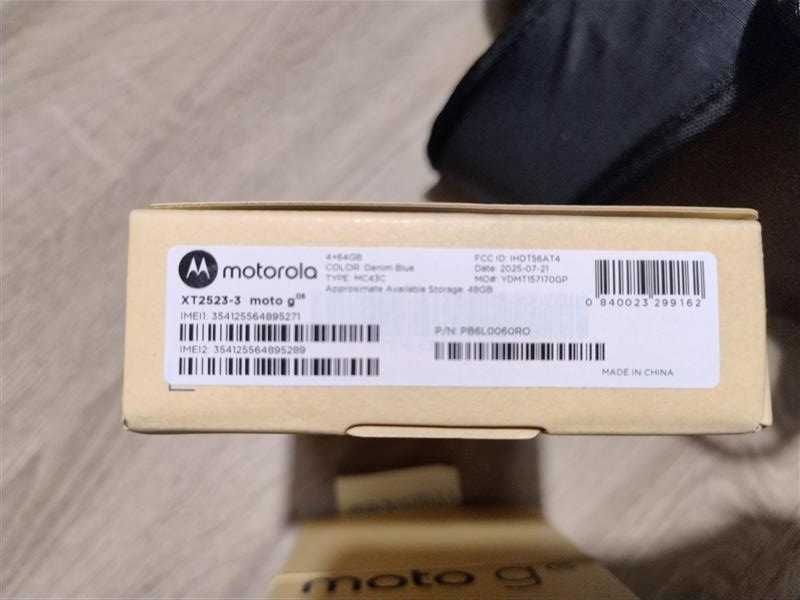 motorola
XT2523-3 moto g⁰⁵
4+64GB
COLOR: Denim Blue
TYPE: MC43C
Approximate Available Storage: 48GB
FCC ID: IHDT56AT4
Date: 2025-07-21
MO#: YDMT157170GP
0 840023 299162
IMEI1: 354125564895271
IMEI2: 354125564895289
P/N: PB6L0060RO
MADE IN CHINA
moto g